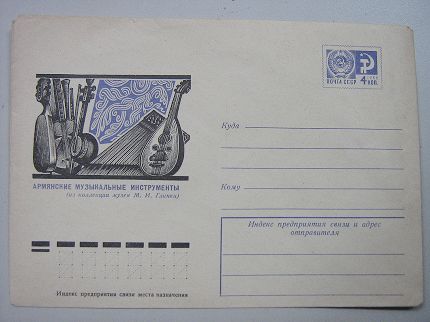 ПОЧТА СССР 4 КОП.
Куда
АРМЯНСКИЕ МУЗЫКАЛЬНЫЕ ИНСТРУМЕНТЫ
(из коллекции музея М. И. Глинки)
Кому
Индекс предприятия связи и адрес
отправителя
Индекс предприятия связи места назначения